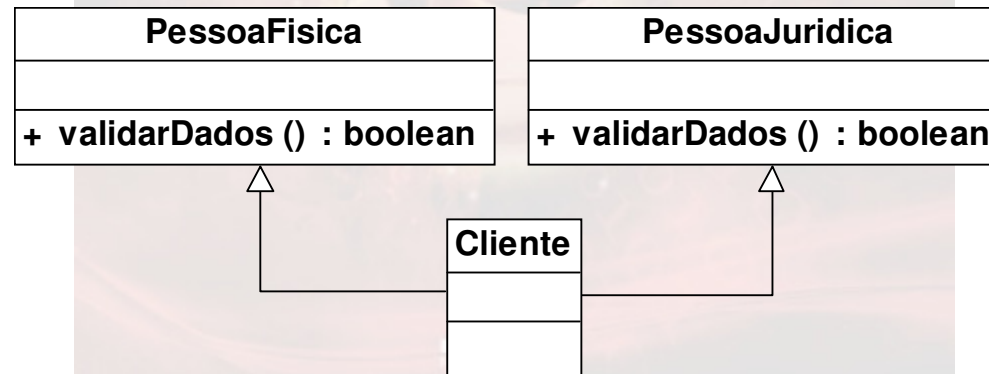 PessoaFisica
+ validarDados () : boolean
PessoaJuridica
+ validarDados () : boolean
Cliente